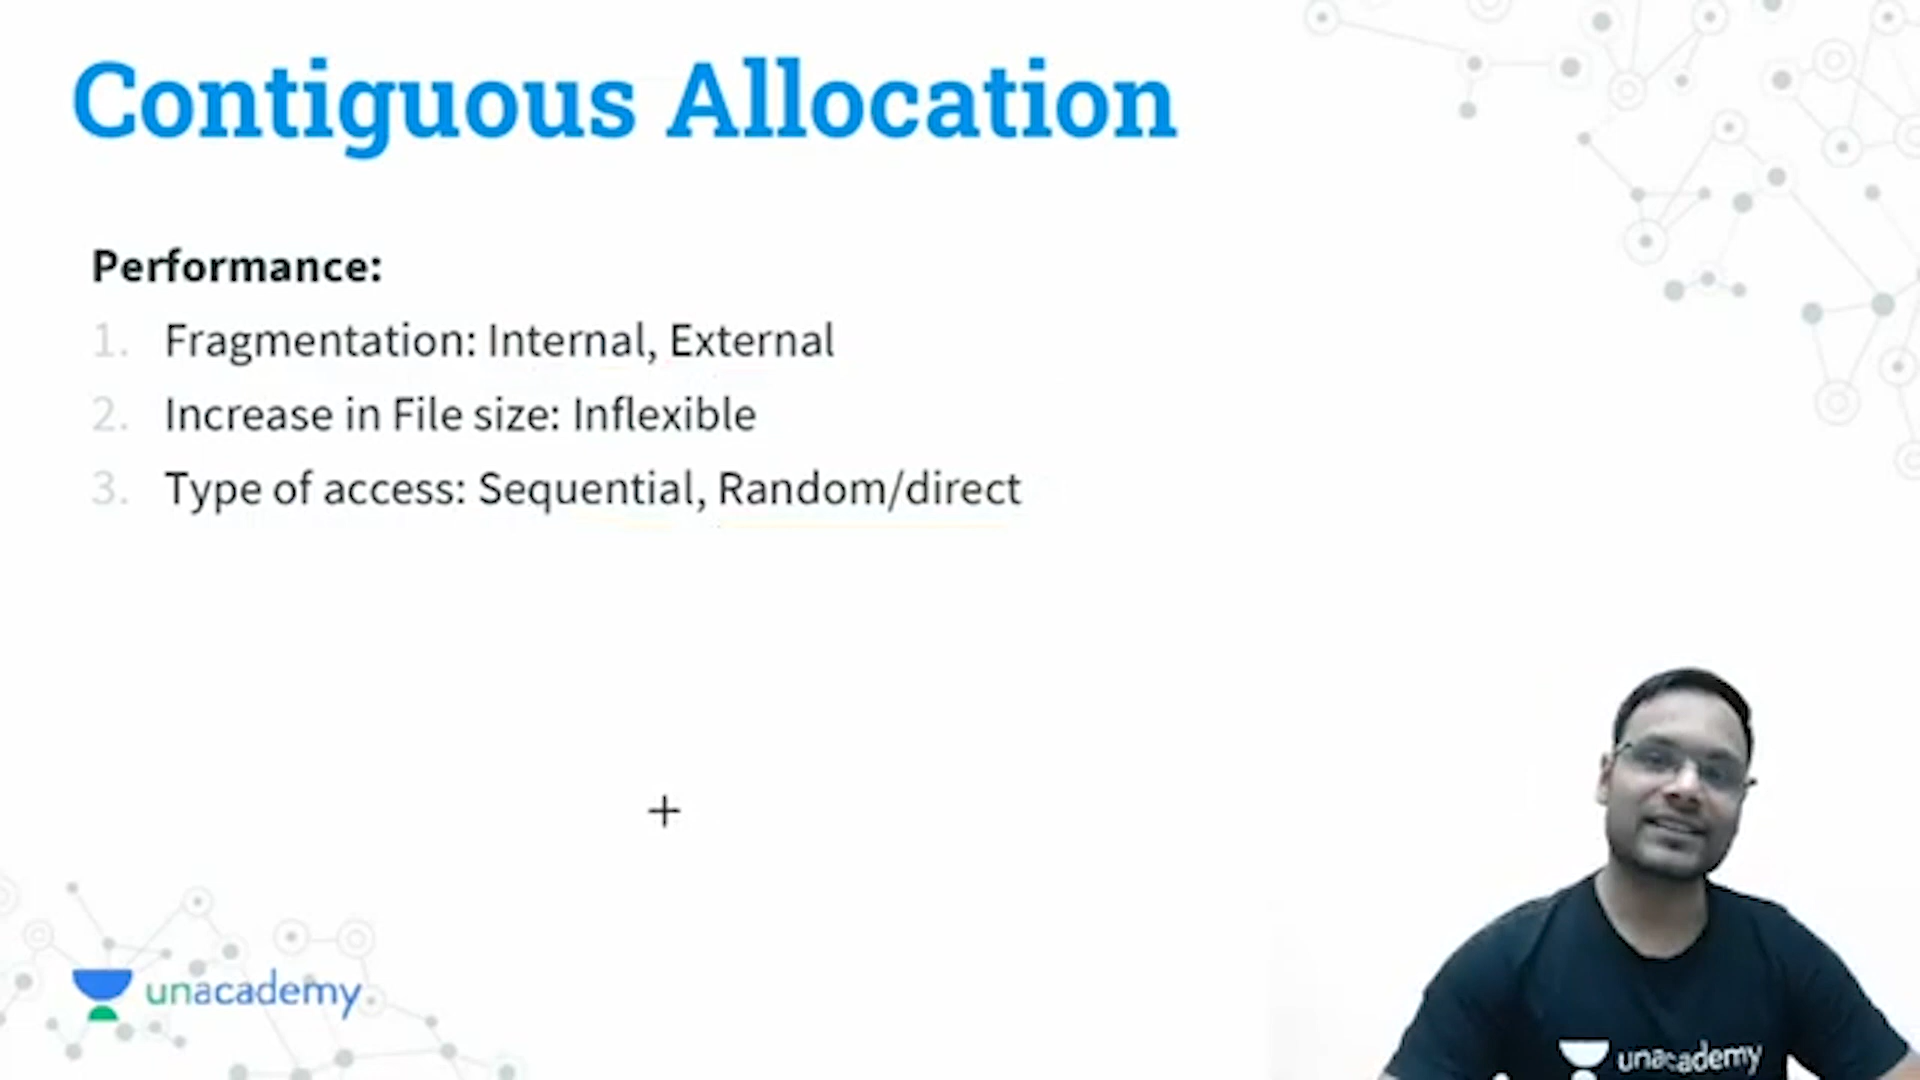 Contiguous Allocation
Performance:
1. Fragmentation: Internal, External
2. Increase in File size: Inflexible
3. Type of access: Sequential, Random/direct
unacademy
unacademy